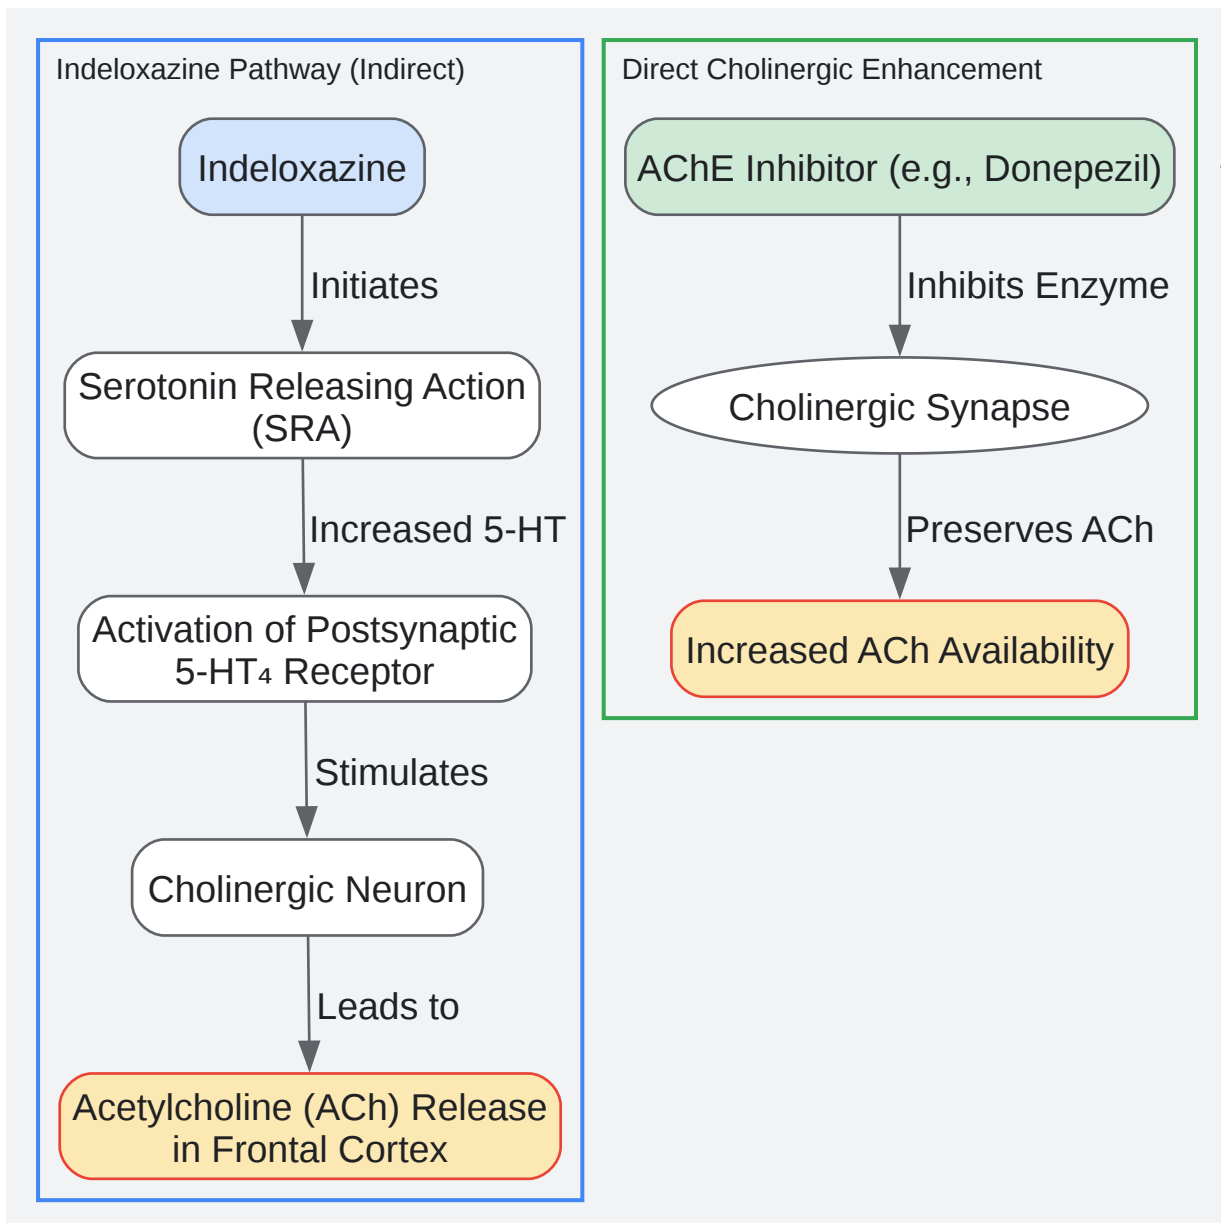 Indeloxazine Pathway (Indirect)
Indeloxazine
Initiates
Serotonin Releasing Action
(SRA)
Increased 5-HT
Activation of Postsynaptic
5-HT₄ Receptor
Stimulates
Cholinergic Neuron
Leads to
Acetylcholine (ACh) Release
in Frontal Cortex
Direct Cholinergic Enhancement
AChE Inhibitor (e.g., Donepezil)
Inhibits Enzyme
Cholinergic Synapse
Preserves ACh
Increased ACh Availability